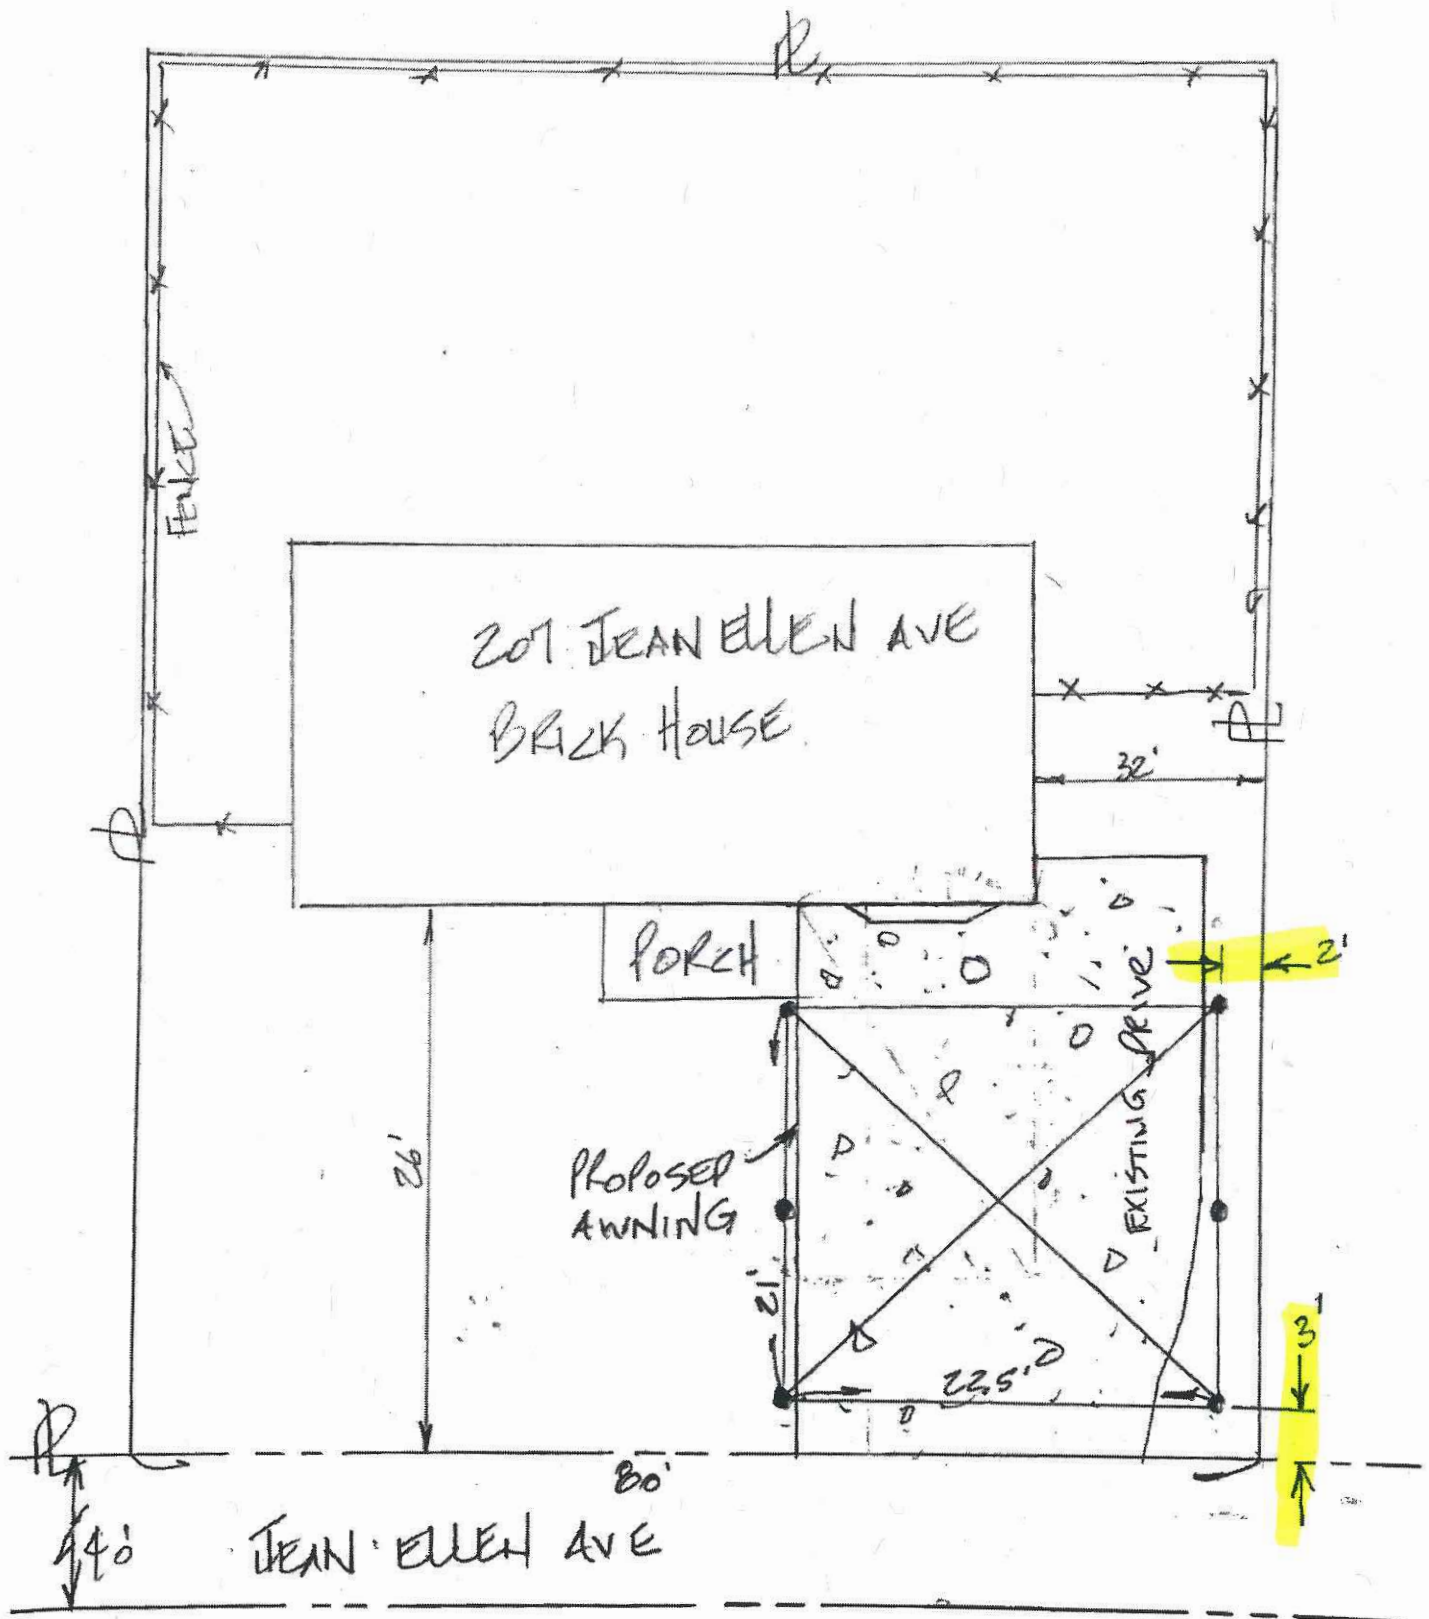 PL
FENCE
207 JEAN ELLEN AVE
BRICK HOUSE
PL
32'
PL
PORCH
2'
EXISTING DRIVE
26'
PROPOSED
AWNING
21'
22.5'
3'
PL
80'
40'
JEAN ELLEN AVE